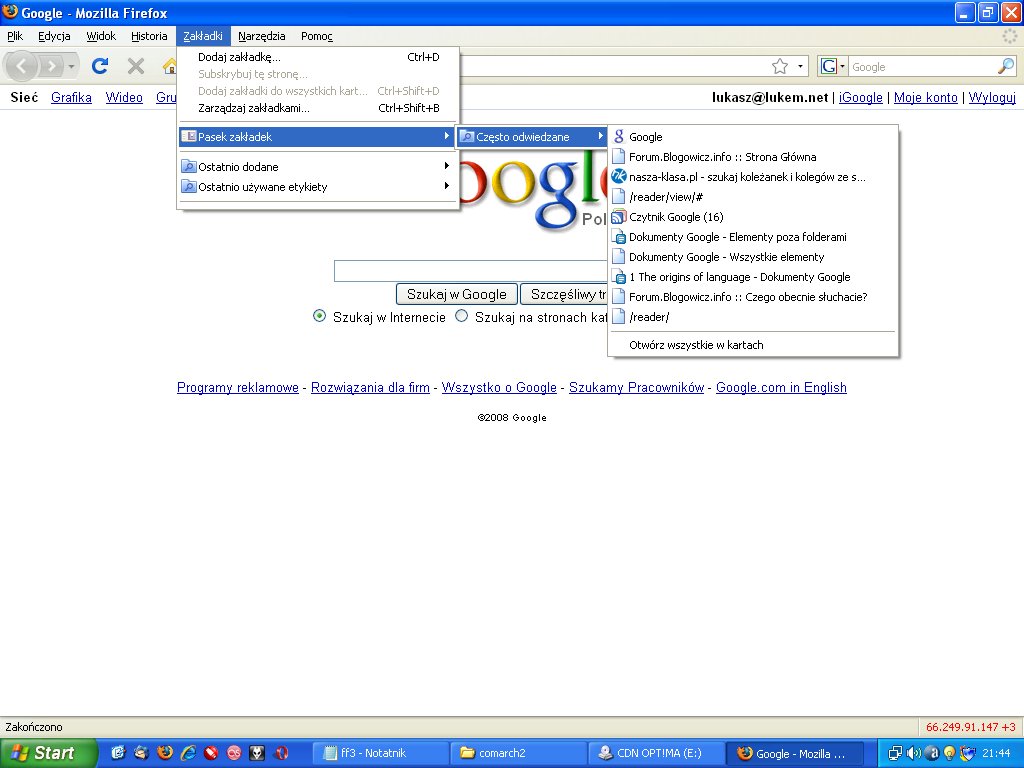 Google - Mozilla Firefox
Plik Edycja Widok Historia Zakładki Narzędzia Pomoc
Dodaj zakładkę... Ctrl+D
Subskrybuj tę stronę...
Dodaj zakładki do wszystkich kart... Ctrl+Shift+D
Zarządzaj zakładkami... Ctrl+Shift+B
Pasek zakładek
Ostatnio dodane
Ostatnio używane etykiety
Często odwiedzane
Google
Forum.Blogowicz.info :: Strona Główna
nasza-klasa.pl - szukaj koleżanek i kolegów ze s...
/reader/view/#
Czytnik Google (16)
Dokumenty Google - Elementy poza folderami
Dokumenty Google - Wszystkie elementy
1 The origins of language - Dokumenty Google
Forum.Blogowicz.info :: Czego obecnie słuchacie?
/reader/
Otwórz wszystkie w kartach
G Google
Sieć Grafika Wideo Gru
lukasz@lukem.net | iGoogle | Moje konto | Wyloguj
oogl
Pol
Szukaj w Google Szczęśliwy tr
Szukaj w Internecie Szukaj na stronach kat
Programy reklamowe - Rozwiązania dla firm - Wszystko o Google - Szukamy Pracowników - Google.com in English
©2008 Google
Zakończono 66.249.91.147 +3
Start ff3 - Notatnik comarch2 CDN OPTIMA (E:) Google - Mozilla ... 21:44